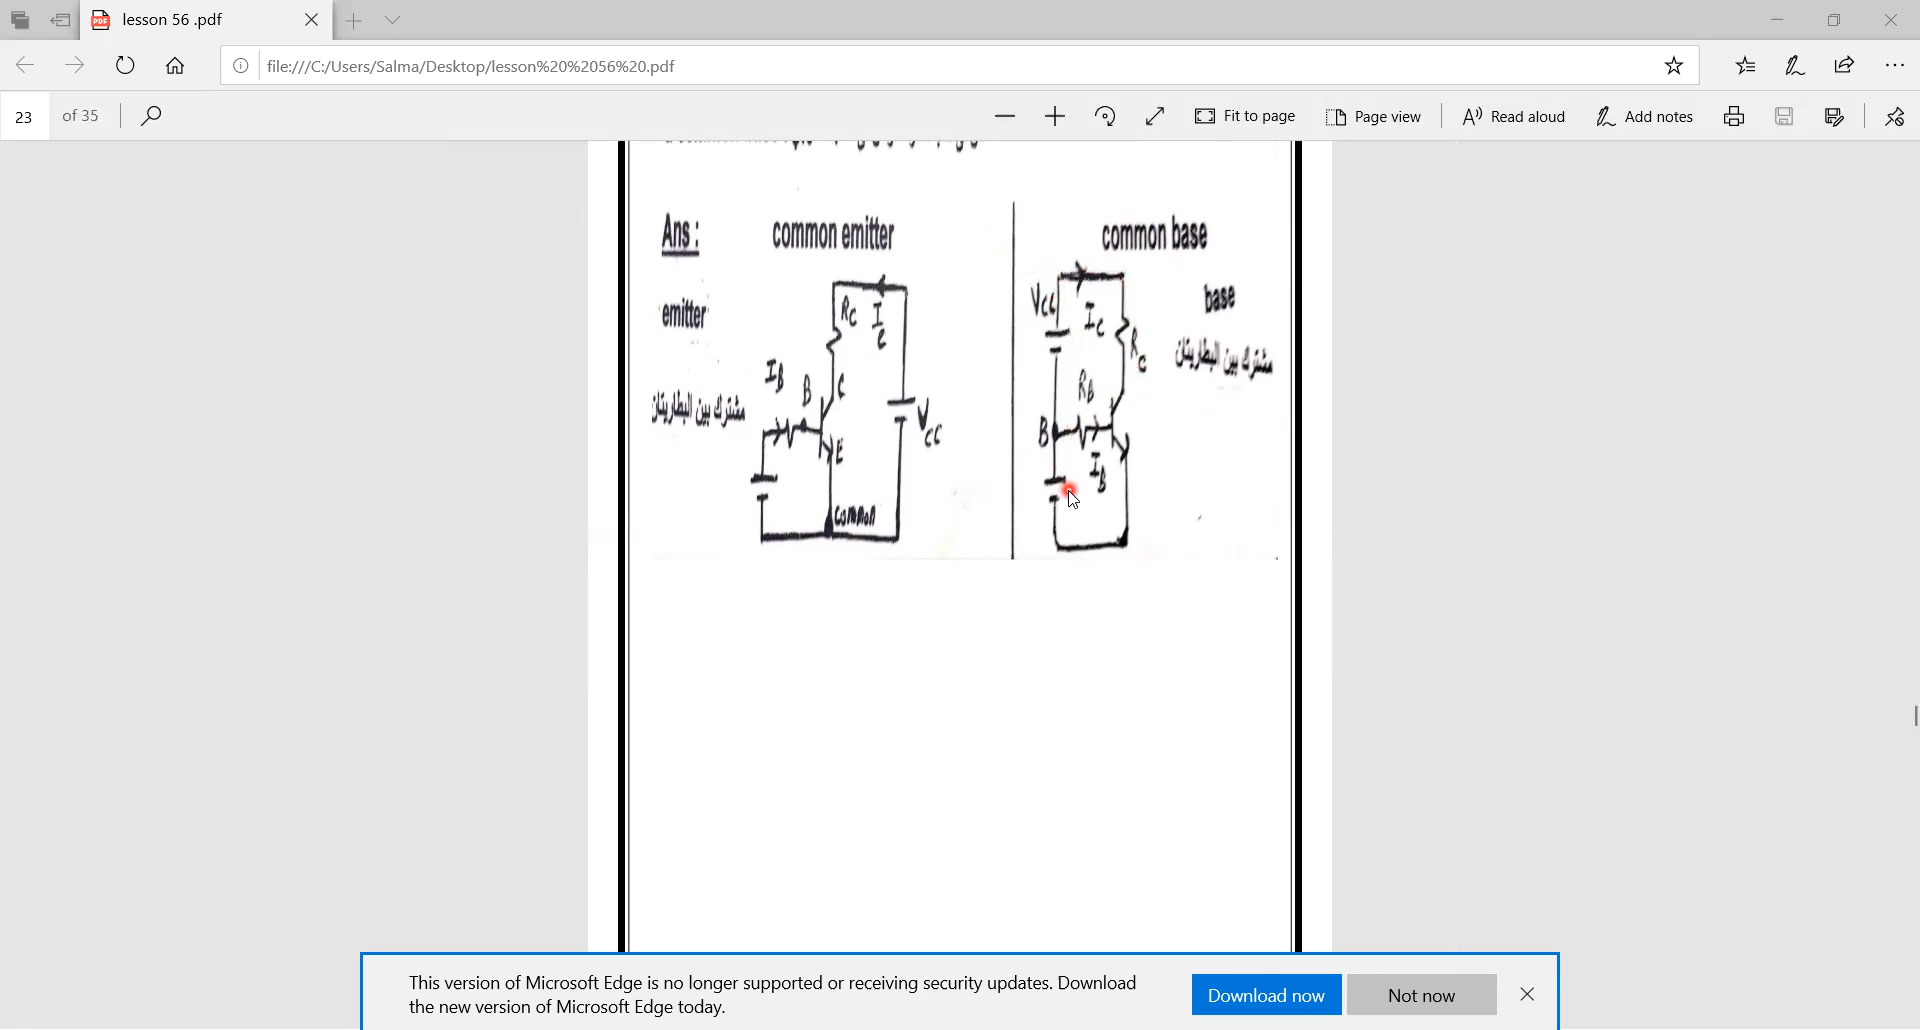 lesson 56 .pdf
file:///C:/Users/Salma/Desktop/lesson%20%2056%20.pdf
23 of 35
Fit to page
Page view
Read aloud
Add notes
Ans : common emitter
common base
emitter
مشترك بين البطاريتان
base
مشترك بين البطاريتان
RC
IC
IB
B
C
E
VCC
common
VCC
IC
RC
RB
B
IB
This version of Microsoft Edge is no longer supported or receiving security updates. Download
the new version of Microsoft Edge today.
Download now
Not now